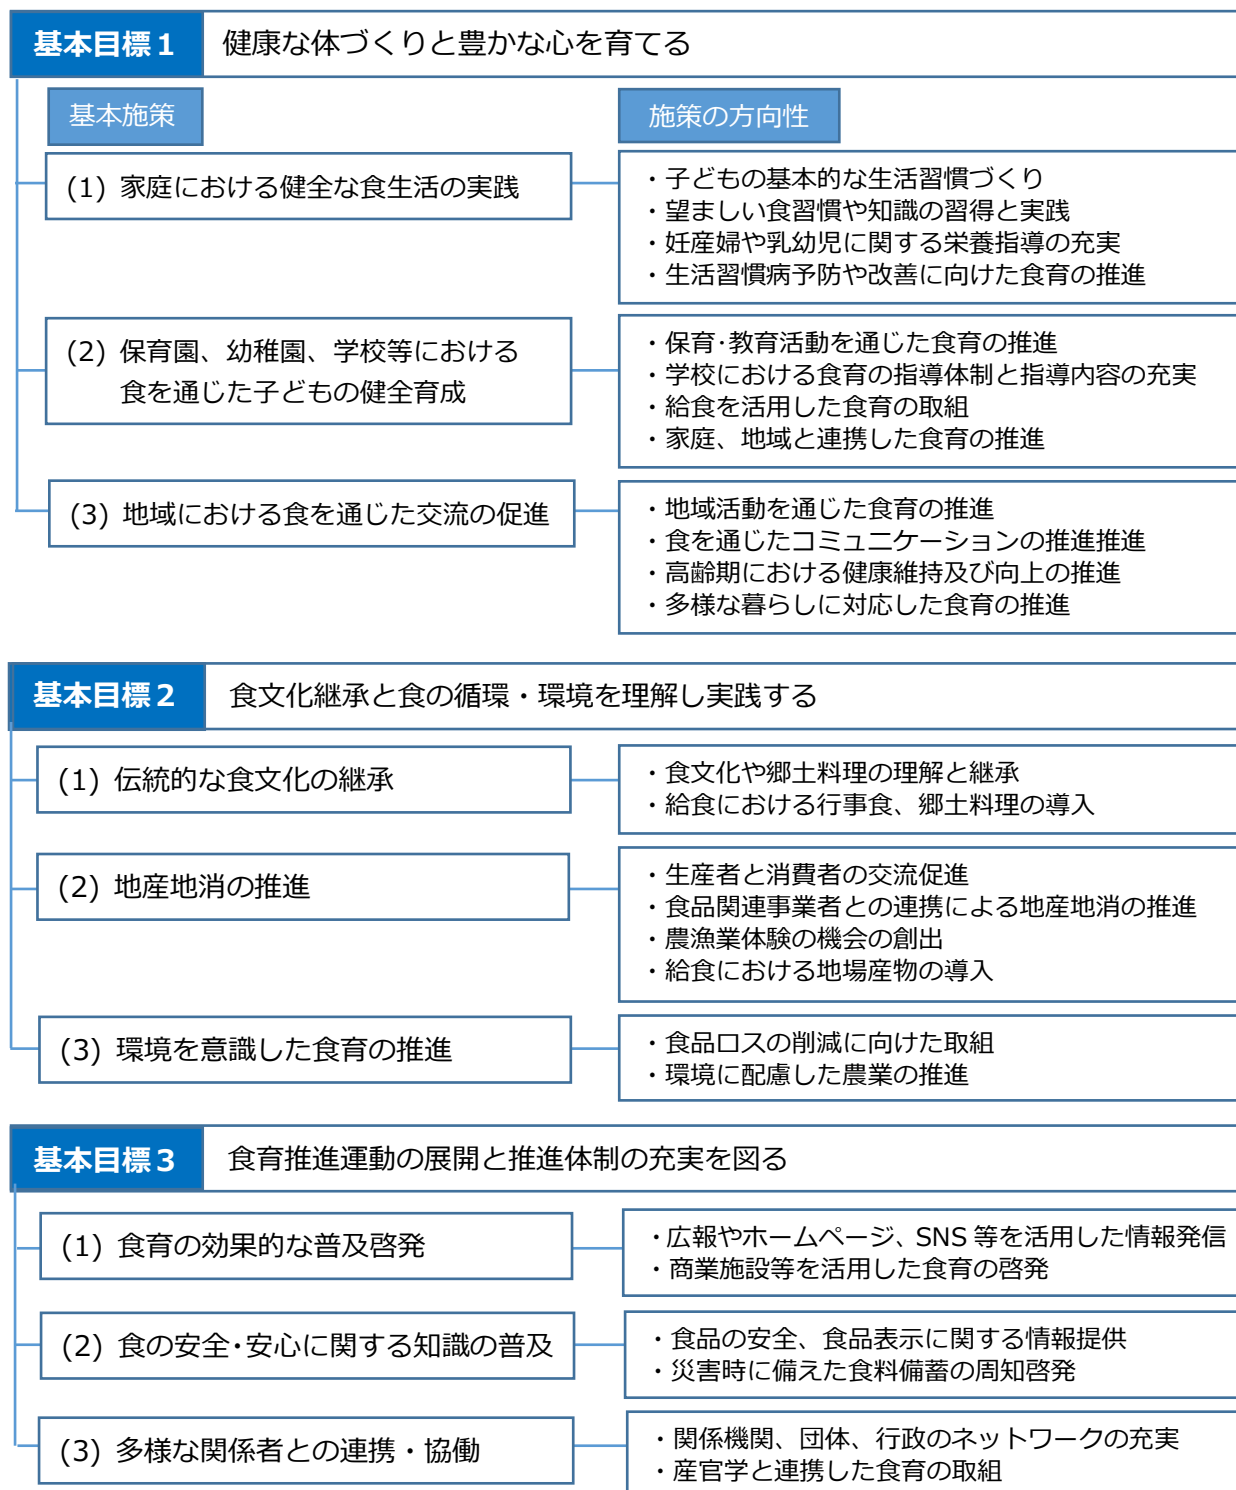 基本目標１ 健康な体づくりと豊かな心を育てる
基本施策
施策の方向性
(1) 家庭における健全な食生活の実践
・子どもの基本的な生活習慣づくり
・望ましい食習慣や知識の習得と実践
・妊産婦や乳幼児に関する栄養指導の充実
・生活習慣病予防や改善に向けた食育の推進
(2) 保育園、幼稚園、学校等における
食を通じた子どもの健全育成
・保育・教育活動を通じた食育の推進
・学校における食育の指導体制と指導内容の充実
・給食を活用した食育の取組
・家庭、地域と連携した食育の推進
(3) 地域における食を通じた交流の促進
・地域活動を通じた食育の推進
・食を通じたコミュニケーションの推進推進
・高齢期における健康維持及び向上の推進
・多様な暮らしに対応した食育の推進
基本目標２ 食文化継承と食の循環・環境を理解し実践する
(1) 伝統的な食文化の継承
・食文化や郷土料理の理解と継承
・給食における行事食、郷土料理の導入
(2) 地産地消の推進
・生産者と消費者の交流促進
・食品関連事業者との連携による地産地消の推進
・農漁業体験の機会の創出
・給食における地場産物の導入
(3) 環境を意識した食育の推進
・食品ロスの削減に向けた取組
・環境に配慮した農業の推進
基本目標３ 食育推進運動の展開と推進体制の充実を図る
(1) 食育の効果的な普及啓発
・広報やホームページ、SNS 等を活用した情報発信
・商業施設等を活用した食育の啓発
(2) 食の安全・安心に関する知識の普及
・食品の安全、食品表示に関する情報提供
・災害時に備えた食料備蓄の周知啓発
(3) 多様な関係者との連携・協働
・関係機関、団体、行政のネットワークの充実
・産官学と連携した食育の取組